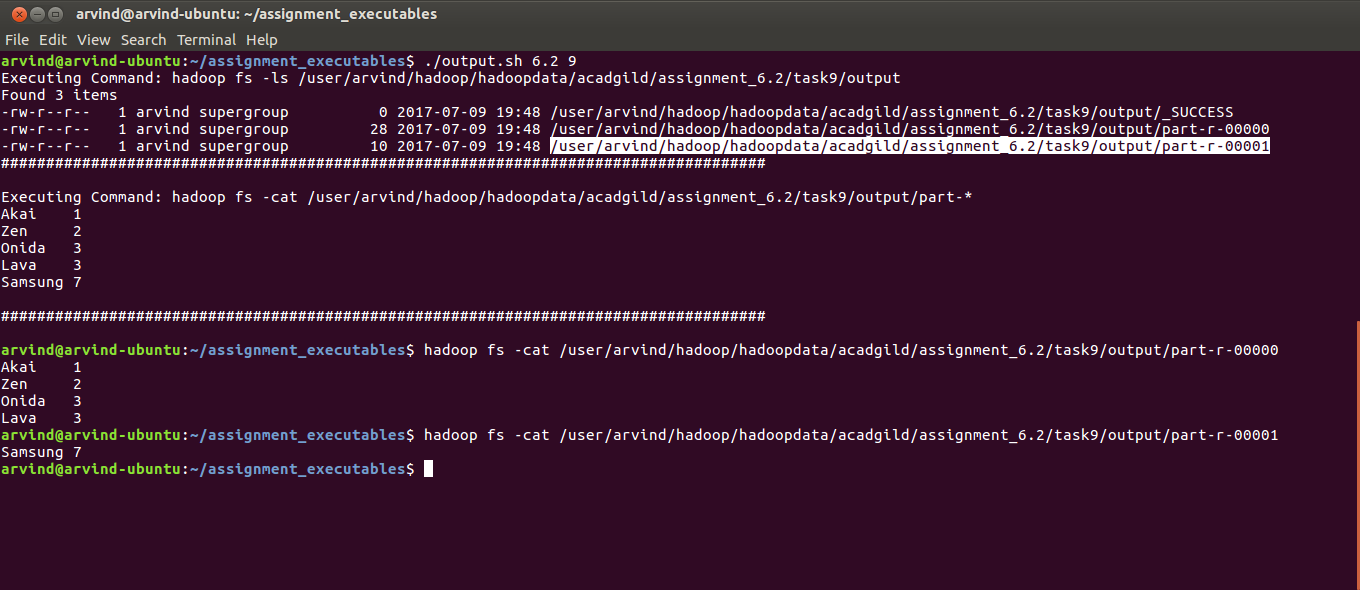 arvind@arvind-ubuntu: ~/assignment_executables
File Edit View Search Terminal Help
arvind@arvind-ubuntu:~/assignment_executables$ ./output.sh 6.2 9
Executing Command: hadoop fs -ls /user/arvind/hadoop/hadoopdata/acadgild/assignment_6.2/task9/output
Found 3 items
-rw-r--r--   1 arvind supergroup          0 2017-07-09 19:48 /user/arvind/hadoop/hadoopdata/acadgild/assignment_6.2/task9/output/_SUCCESS
-rw-r--r--   1 arvind supergroup         28 2017-07-09 19:48 /user/arvind/hadoop/hadoopdata/acadgild/assignment_6.2/task9/output/part-r-00000
-rw-r--r--   1 arvind supergroup         10 2017-07-09 19:48 /user/arvind/hadoop/hadoopdata/acadgild/assignment_6.2/task9/output/part-r-00001
#####################################################################################
Executing Command: hadoop fs -cat /user/arvind/hadoop/hadoopdata/acadgild/assignment_6.2/task9/output/part-*
Akai    1
Zen     2
Onida   3
Lava    3
Samsung 7
#####################################################################################
arvind@arvind-ubuntu:~/assignment_executables$ hadoop fs -cat /user/arvind/hadoop/hadoopdata/acadgild/assignment_6.2/task9/output/part-r-00000
Akai    1
Zen     2
Onida   3
Lava    3
arvind@arvind-ubuntu:~/assignment_executables$ hadoop fs -cat /user/arvind/hadoop/hadoopdata/acadgild/assignment_6.2/task9/output/part-r-00001
Samsung 7
arvind@arvind-ubuntu:~/assignment_executables$